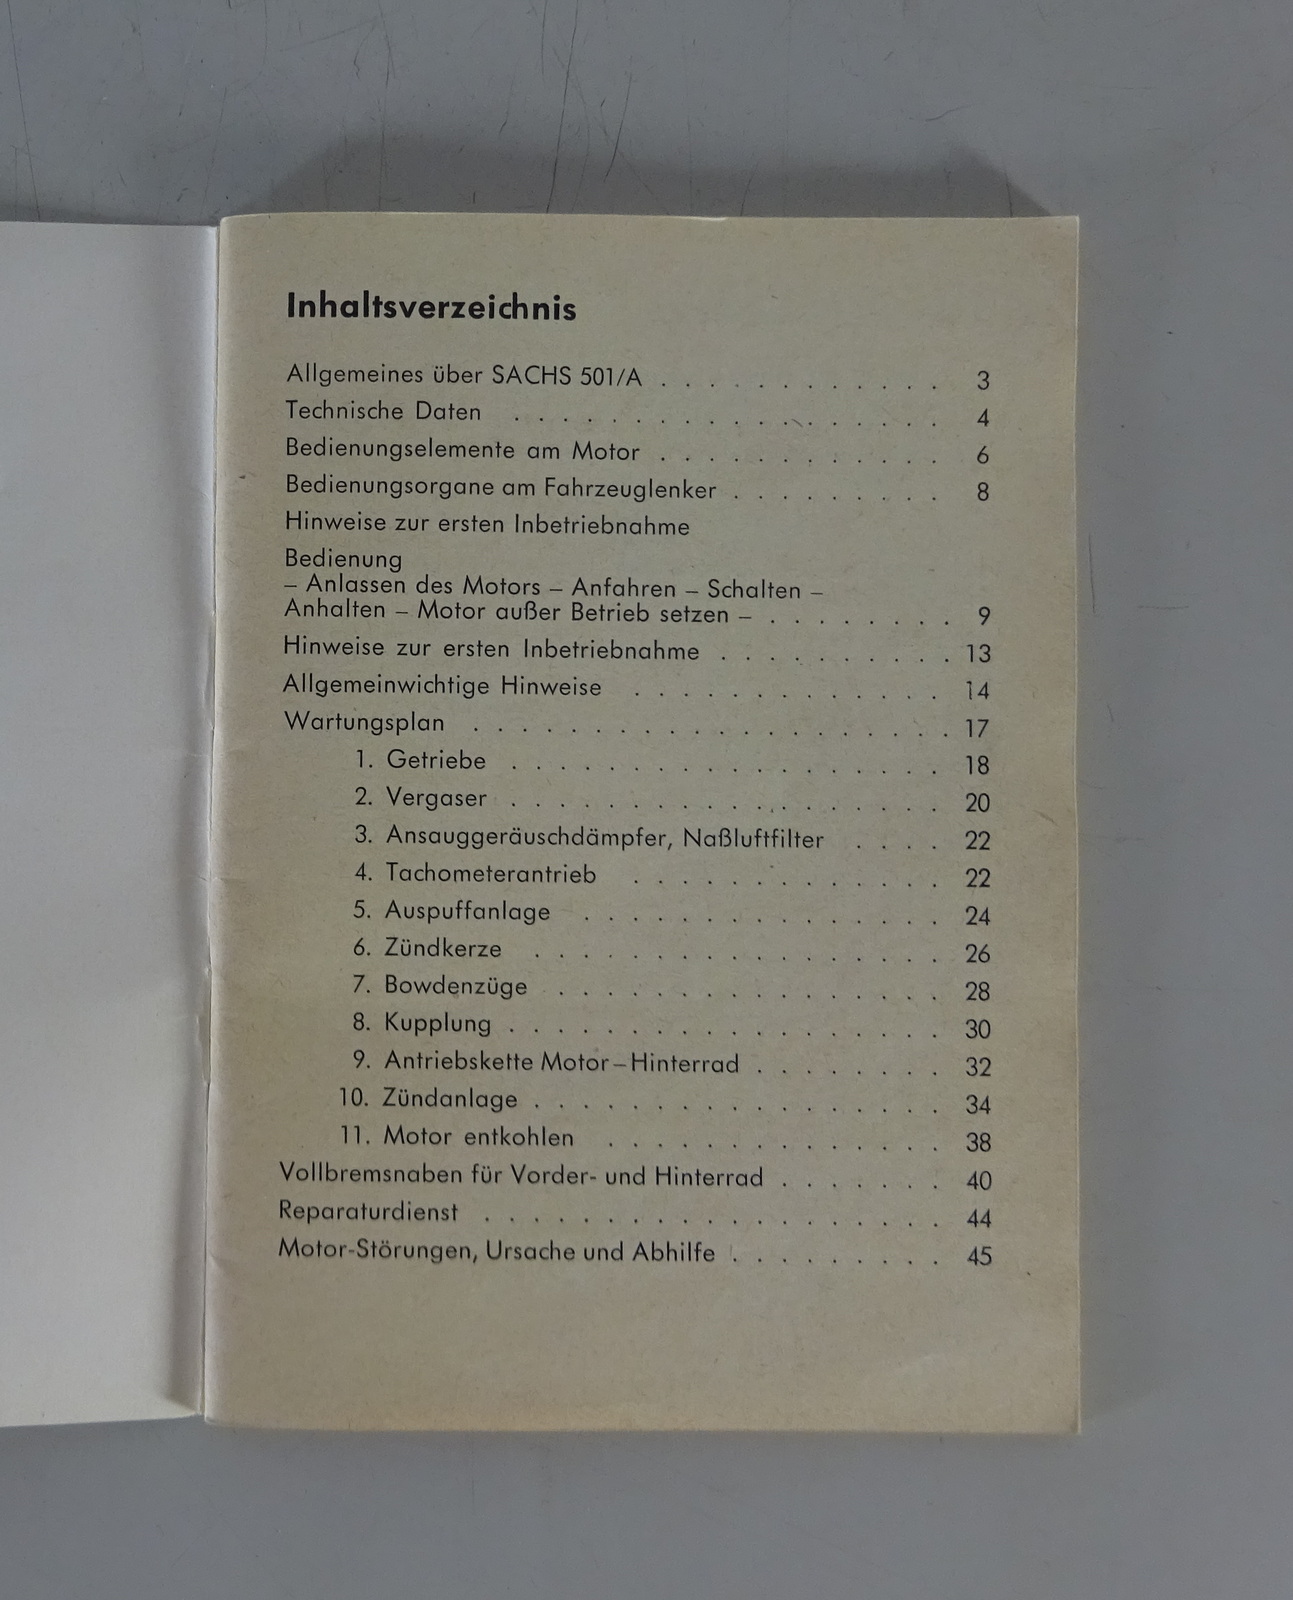 Inhaltsverzeichnis
Allgemeines über SACHS 501/A . . . . . . . . . . . . 3
Technische Daten . . . . . . . . . . . . . . . . . . 4
Bedienungselemente am Motor . . . . . . . . . . . . 6
Bedienungsorgane am Fahrzeuglenker . . . . . . . . . 8
Hinweise zur ersten Inbetriebnahme
Bedienung
– Anlassen des Motors – Anfahren – Schalten –
Anhalten – Motor außer Betrieb setzen – . . . . . . . . 9
Hinweise zur ersten Inbetriebnahme . . . . . . . . . . 13
Allgemeinwichtige Hinweise . . . . . . . . . . . . . 14
Wartungsplan . . . . . . . . . . . . . . . . . . . . 17
1. Getriebe . . . . . . . . . . . . . . . . . . 18
2. Vergaser . . . . . . . . . . . . . . . . . . 20
3. Ansauggeräuschdämpfer, Naßluftfilter . . . . 22
4. Tachometerantrieb . . . . . . . . . . . . . 22
5. Auspuffanlage . . . . . . . . . . . . . . . 24
6. Zündkerze . . . . . . . . . . . . . . . . . 26
7. Bowdenzüge . . . . . . . . . . . . . . . . 28
8. Kupplung . . . . . . . . . . . . . . . . . . 30
9. Antriebskette Motor–Hinterrad . . . . . . . . 32
10. Zündanlage . . . . . . . . . . . . . . . . . 34
11. Motor entkohlen . . . . . . . . . . . . . . 38
Vollbremsnaben für Vorder- und Hinterrad . . . . . . . 40
Reparaturdienst . . . . . . . . . . . . . . . . . . . 44
Motor-Störungen, Ursache und Abhilfe . . . . . . . . . 45